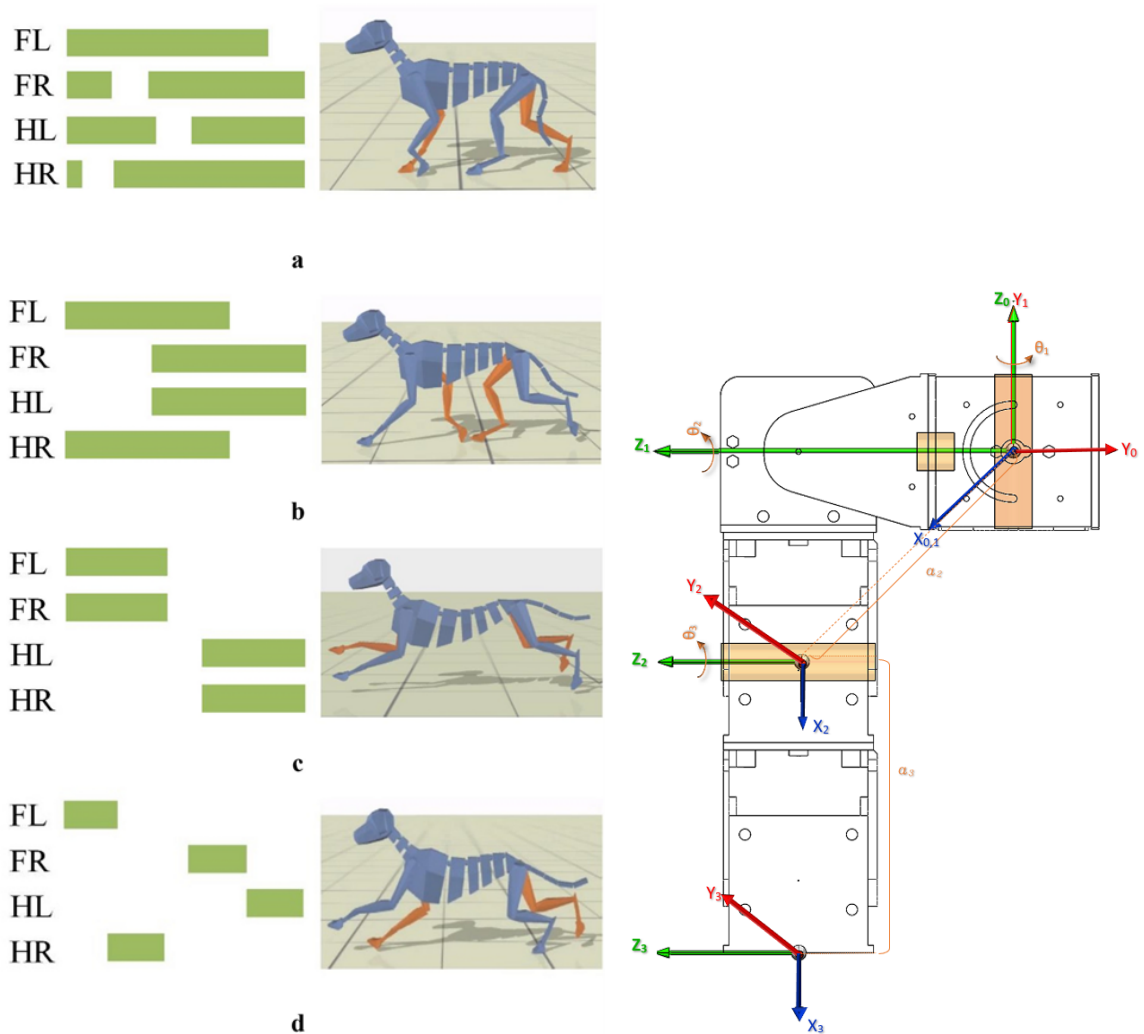 FL
FR
HL
HR
a
FL
FR
HL
HR
b
FL
FR
HL
HR
c
FL
FR
HL
HR
d
Z₀ Y₁
θ₁
θ₂
Z₁
Y₀
X₀,₁
a₂
Y₂
θ₃
Z₂
X₂
a₃
Y₃
Z₃
X₃